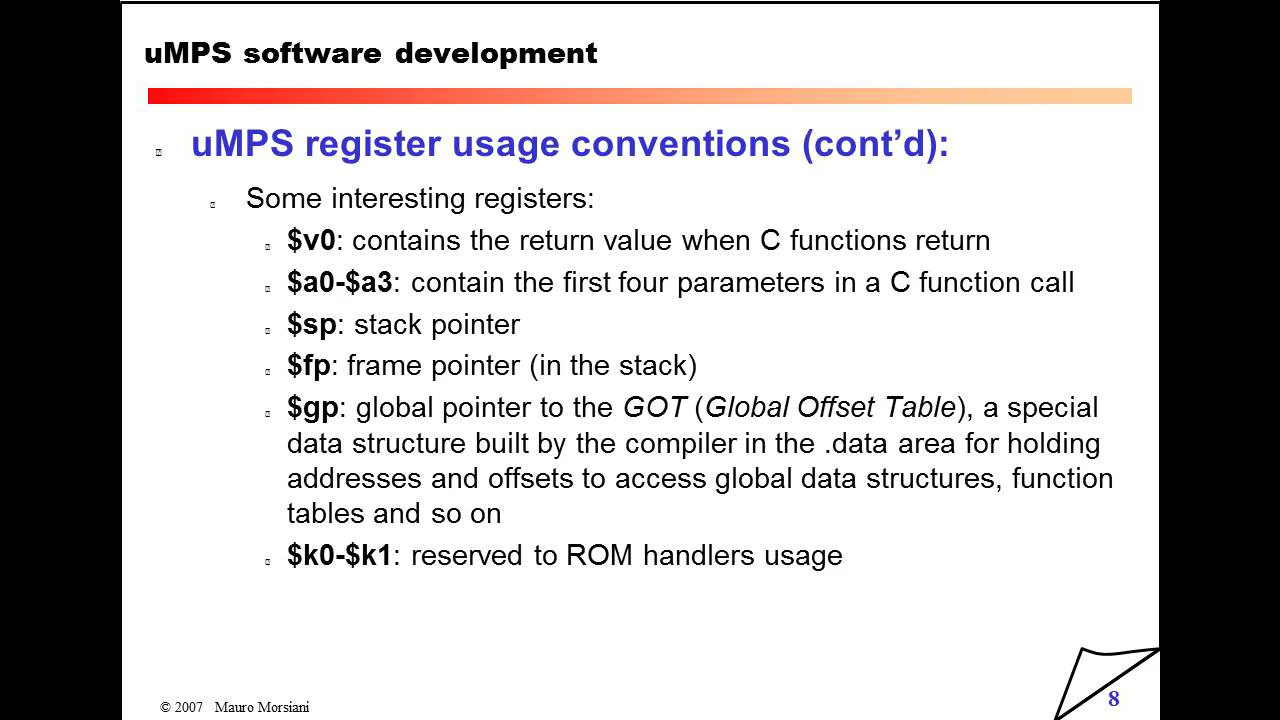 uMPS software development
uMPS register usage conventions (cont’d):
Some interesting registers:
$v0: contains the return value when C functions return
$a0-$a3: contain the first four parameters in a C function call
$sp: stack pointer
$fp: frame pointer (in the stack)
$gp: global pointer to the GOT (Global Offset Table), a special
data structure built by the compiler in the .data area for holding
addresses and offsets to access global data structures, function
tables and so on
$k0-$k1: reserved to ROM handlers usage
© 2007 Mauro Morsiani
8